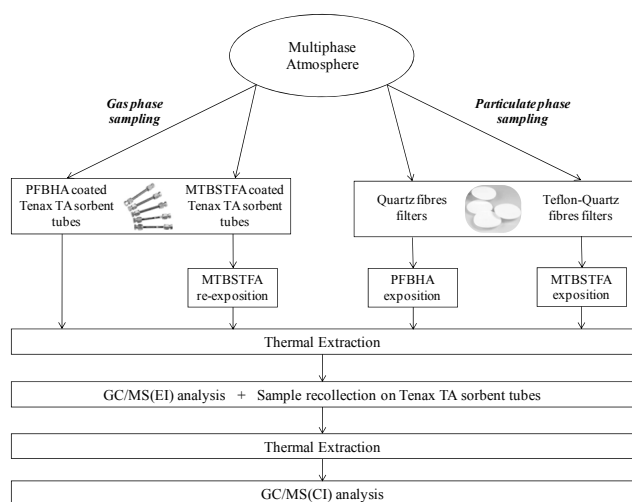 Multiphase
Atmosphere
Gas phase
sampling
Particulate phase
sampling
PFBHA coated
Tenax TA sorbent
tubes
MTBSTFA coated
Tenax TA sorbent
tubes
Quartz fibres
filters
Teflon-Quartz
fibres filters
MTBSTFA
re-exposition
PFBHA
exposition
MTBSTFA
exposition
Thermal Extraction
GC/MS(EI) analysis + Sample recollection on Tenax TA sorbent tubes
Thermal Extraction
GC/MS(CI) analysis